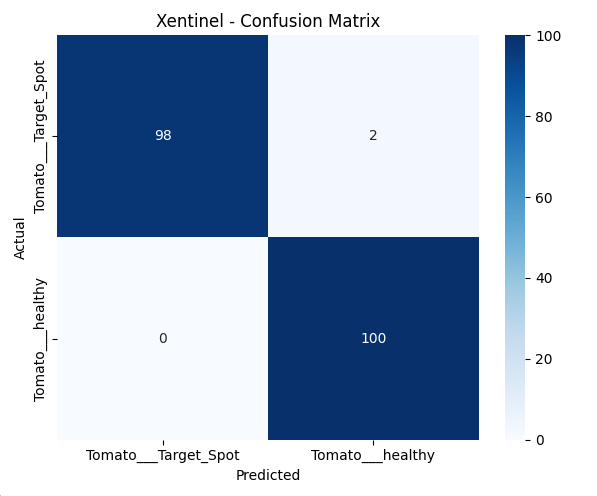 Xentinel - Confusion Matrix
Actual
Tomato___Target_Spot
Tomato___healthy
98
2
0
100
Tomato___Target_Spot
Tomato___healthy
Predicted
100
80
60
40
20
0